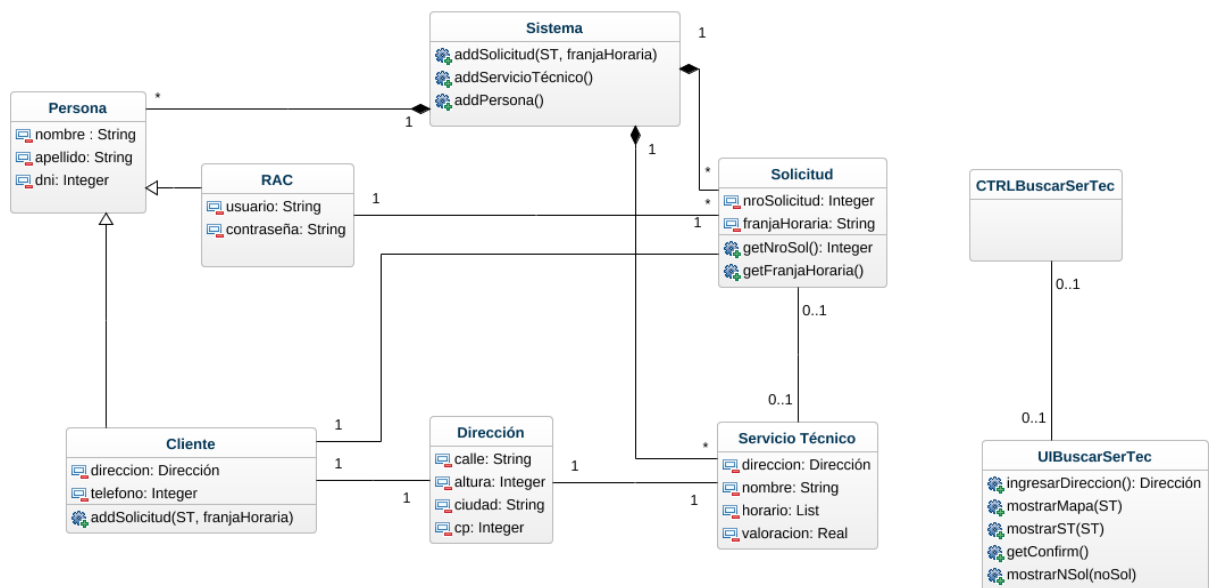 Sistema
addSolicitud(ST, franjaHoraria)
addServicioTécnico()
addPersona()
1
*
1
1
Persona
nombre : String
apellido: String
dni: Integer
RAC
usuario: String
contraseña: String
1
*
*
1
Solicitud
nroSolicitud: Integer
franjaHoraria: String
getNroSol(): Integer
getFranjaHoraria()
0..1
0..1
CTRLBuscarSerTec
0..1
0..1
Cliente
direccion: Dirección
telefono: Integer
addSolicitud(ST, franjaHoraria)
1
1
1
Dirección
calle: String
altura: Integer
ciudad: String
cp: Integer
1
1
*
Servicio Técnico
direccion: Dirección
nombre: String
horario: List
valoracion: Real
UIBuscarSerTec
ingresarDireccion(): Dirección
mostrarMapa(ST)
mostrarST(ST)
getConfirm()
mostrarNSol(noSol)